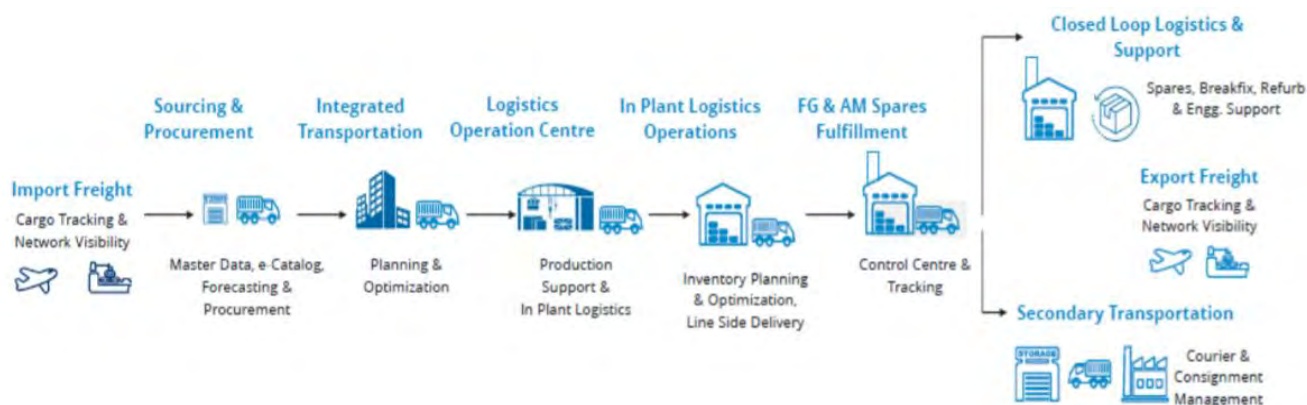 Import Freight
Cargo Tracking &
Network Visibility
Sourcing &
Procurement
Master Data, e-Catalog,
Forecasting &
Procurement
Integrated
Transportation
Planning &
Optimization
Logistics
Operation Centre
Production
Support &
In Plant Logistics
In Plant Logistics
Operations
Inventory Planning
& Optimization,
Line Side Delivery
FG & AM Spares
Fulfillment
Control Centre &
Tracking
Closed Loop Logistics &
Support
Spares, Breakfix, Refurb
& Engg. Support
Export Freight
Cargo Tracking &
Network Visibility
Secondary Transportation
STORAGE
Courier &
Consignment
Management